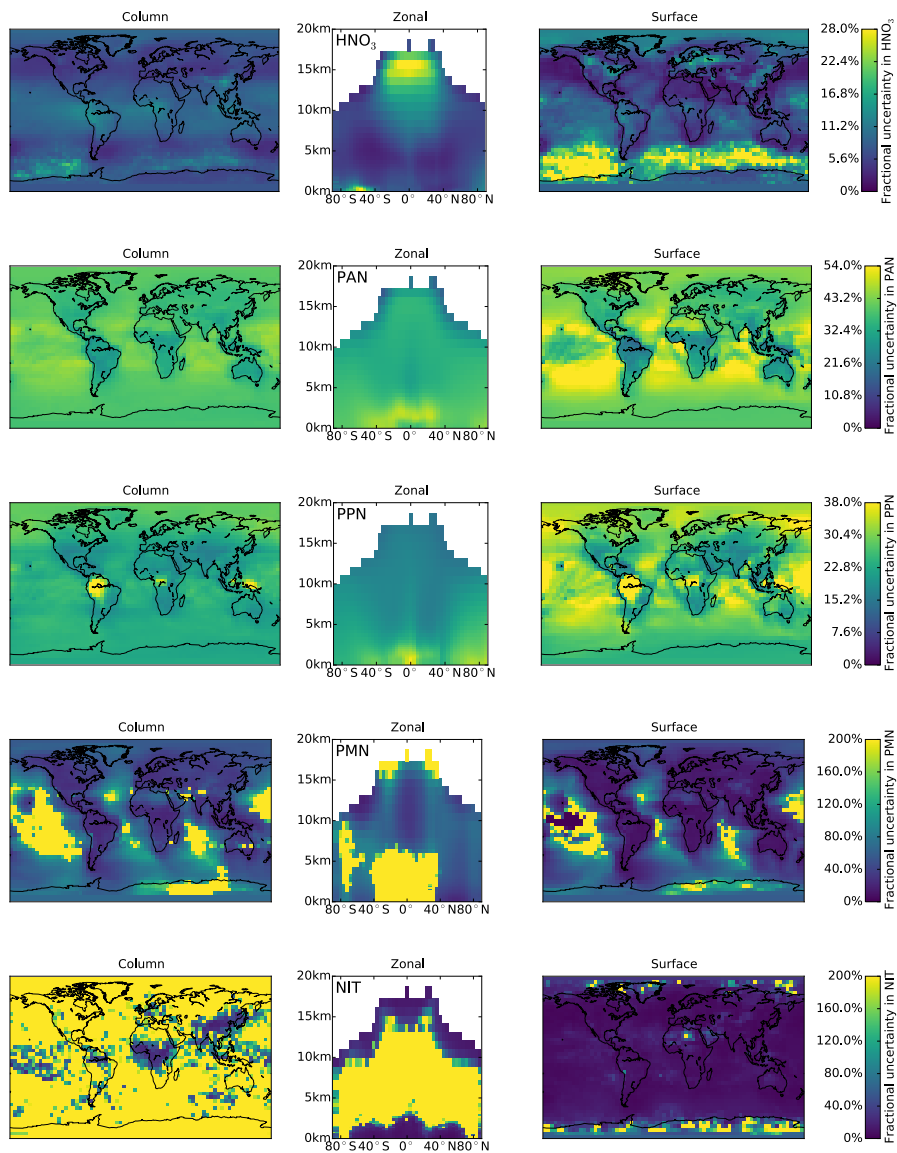 Column Zonal Surface
HNO₃
20km
15km
10km
5km
0km
80°S 40°S 0° 40°N 80°N
28.0%
22.4%
16.8%
11.2%
5.6%
0%
Fractional uncertainty in HNO₃
Column Zonal Surface
PAN
20km
15km
10km
5km
0km
80°S 40°S 0° 40°N 80°N
54.0%
43.2%
32.4%
21.6%
10.8%
0%
Fractional uncertainty in PAN
Column Zonal Surface
PPN
20km
15km
10km
5km
0km
80°S 40°S 0° 40°N 80°N
38.0%
30.4%
22.8%
15.2%
7.6%
0%
Fractional uncertainty in PPN
Column Zonal Surface
PMN
20km
15km
10km
5km
0km
80°S 40°S 0° 40°N 80°N
200%
160.0%
120.0%
80.0%
40.0%
0%
Fractional uncertainty in PMN
Column Zonal Surface
NIT
20km
15km
10km
5km
0km
80°S 40°S 0° 40°N 80°N
200%
160.0%
120.0%
80.0%
40.0%
0%
Fractional uncertainty in NIT